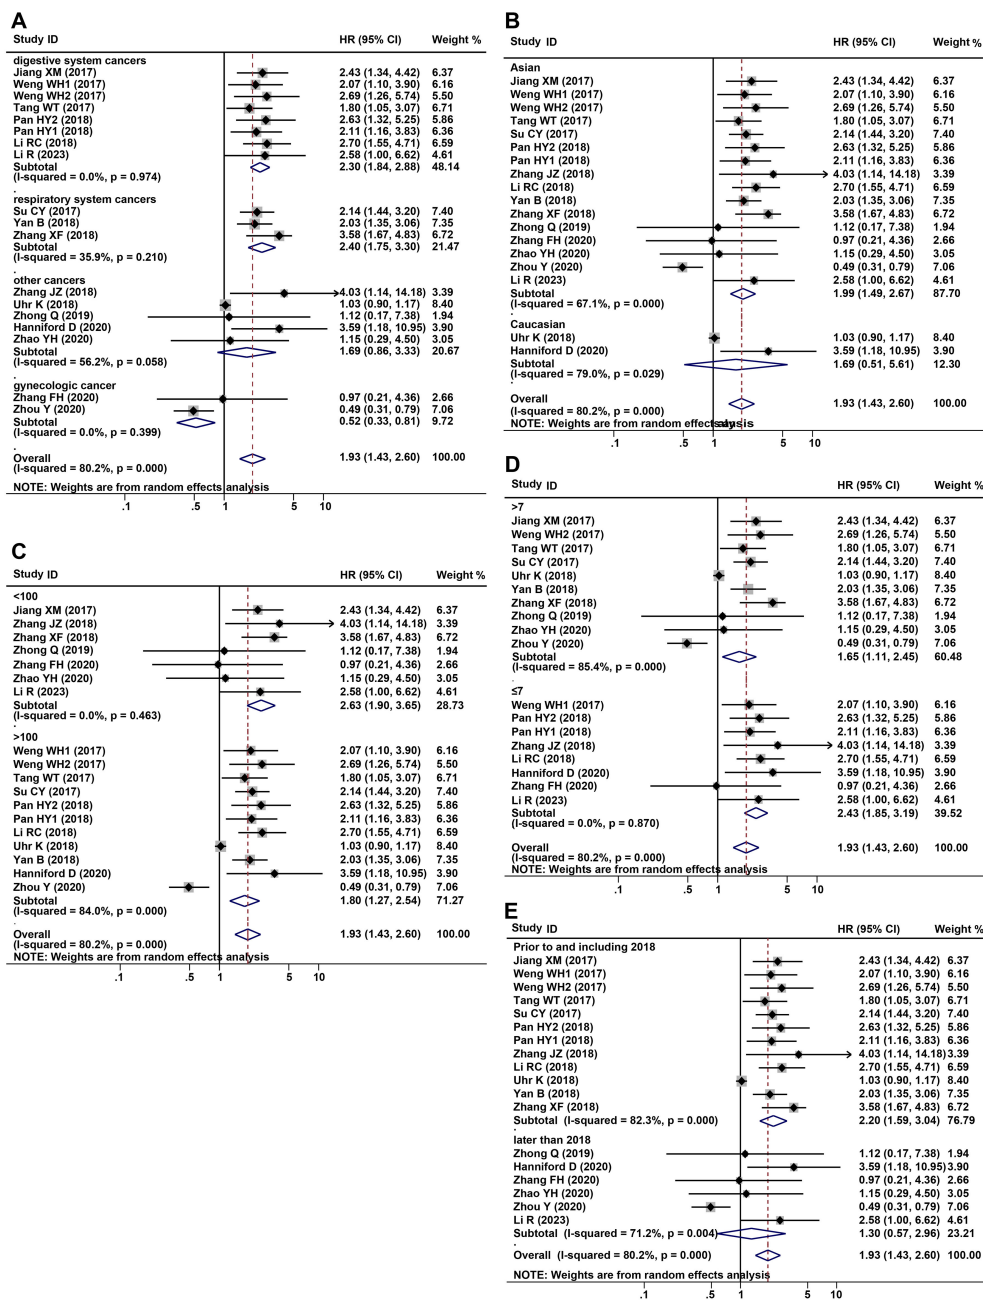 A
Study ID HR (95% CI) Weight %
digestive system cancers
Jiang XM (2017) 2.43 (1.34, 4.42) 6.37
Weng WH1 (2017) 2.07 (1.10, 3.90) 6.16
Weng WH2 (2017) 2.69 (1.26, 5.74) 5.50
Tang WT (2017) 1.80 (1.05, 3.07) 6.71
Pan HY2 (2018) 2.63 (1.32, 5.25) 5.86
Pan HY1 (2018) 2.11 (1.16, 3.83) 6.36
Li RC (2018) 2.70 (1.55, 4.71) 6.59
Li R (2023) 2.58 (1.00, 6.62) 4.61
Subtotal 2.30 (1.84, 2.88) 48.14
(I-squared = 0.0%, p = 0.974)
.
respiratory system cancers
Su CY (2017) 2.14 (1.44, 3.20) 7.40
Yan B (2018) 2.03 (1.35, 3.06) 7.35
Zhang XF (2018) 3.58 (1.67, 4.83) 6.72
Subtotal 2.40 (1.75, 3.30) 21.47
(I-squared = 35.9%, p = 0.210)
.
other cancers
Zhang JZ (2018) 4.03 (1.14, 14.18) 3.39
Uhr K (2018) 1.03 (0.90, 1.17) 8.40
Zhong Q (2019) 1.12 (0.17, 7.38) 1.94
Hanniford D (2020) 3.59 (1.18, 10.95) 3.90
Zhao YH (2020) 1.15 (0.29, 4.50) 3.05
Subtotal 1.69 (0.86, 3.33) 20.67
(I-squared = 56.2%, p = 0.058)
.
gynecologic cancer
Zhang FH (2020) 0.97 (0.21, 4.36) 2.66
Zhou Y (2020) 0.49 (0.31, 0.79) 7.06
Subtotal 0.52 (0.33, 0.81) 9.72
(I-squared = 0.0%, p = 0.399)
.
Overall 1.93 (1.43, 2.60) 100.00
(I-squared = 80.2%, p = 0.000)
NOTE: Weights are from random effects analysis
.1 .5 1 5 10
B
Study ID HR (95% CI) Weight %
Asian
Jiang XM (2017) 2.43 (1.34, 4.42) 6.37
Weng WH1 (2017) 2.07 (1.10, 3.90) 6.16
Weng WH2 (2017) 2.69 (1.26, 5.74) 5.50
Tang WT (2017) 1.80 (1.05, 3.07) 6.71
Su CY (2017) 2.14 (1.44, 3.20) 7.40
Pan HY2 (2018) 2.63 (1.32, 5.25) 5.86
Pan HY1 (2018) 2.11 (1.16, 3.83) 6.36
Zhang JZ (2018) 4.03 (1.14, 14.18) 3.39
Li RC (2018) 2.70 (1.55, 4.71) 6.59
Yan B (2018) 2.03 (1.35, 3.06) 7.35
Zhang XF (2018) 3.58 (1.67, 4.83) 6.72
Zhong Q (2019) 1.12 (0.17, 7.38) 1.94
Zhang FH (2020) 0.97 (0.21, 4.36) 2.66
Zhao YH (2020) 1.15 (0.29, 4.50) 3.05
Zhou Y (2020) 0.49 (0.31, 0.79) 7.06
Li R (2023) 2.58 (1.00, 6.62) 4.61
Subtotal 1.99 (1.49, 2.67) 87.70
(I-squared = 67.1%, p = 0.000)
.
Caucasian
Uhr K (2018) 1.03 (0.90, 1.17) 8.40
Hanniford D (2020) 3.59 (1.18, 10.95) 3.90
Subtotal 1.69 (0.51, 5.61) 12.30
(I-squared = 79.0%, p = 0.029)
.
Overall 1.93 (1.43, 2.60) 100.00
(I-squared = 80.2%, p = 0.000)
NOTE: Weights are from random effects
.1 .5 1 5 10
C
Study ID HR (95% CI) Weight %
<100
Jiang XM (2017) 2.43 (1.34, 4.42) 6.37
Zhang JZ (2018) 4.03 (1.14, 14.18) 3.39
Zhang XF (2018) 3.58 (1.67, 4.83) 6.72
Zhong Q (2019) 1.12 (0.17, 7.38) 1.94
Zhang FH (2020) 0.97 (0.21, 4.36) 2.66
Zhao YH (2020) 1.15 (0.29, 4.50) 3.05
Li R (2023) 2.58 (1.00, 6.62) 4.61
Subtotal 2.63 (1.90, 3.65) 28.73
(I-squared = 0.0%, p = 0.463)
.
>100
Weng WH1 (2017) 2.07 (1.10, 3.90) 6.16
Weng WH2 (2017) 2.69 (1.26, 5.74) 5.50
Tang WT (2017) 1.80 (1.05, 3.07) 6.71
Su CY (2017) 2.14 (1.44, 3.20) 7.40
Pan HY2 (2018) 2.63 (1.32, 5.25) 5.86
Pan HY1 (2018) 2.11 (1.16, 3.83) 6.36
Li RC (2018) 2.70 (1.55, 4.71) 6.59
Uhr K (2018) 1.03 (0.90, 1.17) 8.40
Yan B (2018) 2.03 (1.35, 3.06) 7.35
Hanniford D (2020) 3.59 (1.18, 10.95) 3.90
Zhou Y (2020) 0.49 (0.31, 0.79) 7.06
Subtotal 1.80 (1.27, 2.54) 71.27
(I-squared = 84.0%, p = 0.000)
.
Overall 1.93 (1.43, 2.60) 100.00
(I-squared = 80.2%, p = 0.000)
NOTE: Weights are from random effects analysis
.1 .5 1 5 10
D
Study ID HR (95% CI) Weight %
>7
Jiang XM (2017) 2.43 (1.34, 4.42) 6.37
Weng WH2 (2017) 2.69 (1.26, 5.74) 5.50
Tang WT (2017) 1.80 (1.05, 3.07) 6.71
Su CY (2017) 2.14 (1.44, 3.20) 7.40
Uhr K (2018) 1.03 (0.90, 1.17) 8.40
Yan B (2018) 2.03 (1.35, 3.06) 7.35
Zhang XF (2018) 3.58 (1.67, 4.83) 6.72
Zhong Q (2019) 1.12 (0.17, 7.38) 1.94
Zhao YH (2020) 1.15 (0.29, 4.50) 3.05
Zhou Y (2020) 0.49 (0.31, 0.79) 7.06
Subtotal 1.65 (1.11, 2.45) 60.48
(I-squared = 85.4%, p = 0.000)
.
≤7
Weng WH1 (2017) 2.07 (1.10, 3.90) 6.16
Pan HY2 (2018) 2.63 (1.32, 5.25) 5.86
Pan HY1 (2018) 2.11 (1.16, 3.83) 6.36
Zhang JZ (2018) 4.03 (1.14, 14.18) 3.39
Li RC (2018) 2.70 (1.55, 4.71) 6.59
Hanniford D (2020) 3.59 (1.18, 10.95) 3.90
Zhang FH (2020) 0.97 (0.21, 4.36) 2.66
Li R (2023) 2.58 (1.00, 6.62) 4.61
Subtotal 2.43 (1.85, 3.19) 39.52
(I-squared = 0.0%, p = 0.870)
.
Overall 1.93 (1.43, 2.60) 100.00
(I-squared = 80.2%, p = 0.000)
NOTE: Weights are from random effects analysis
.1 .5 1 5 10
E
Study ID HR (95% CI) Weight %
Prior to and including 2018
Jiang XM (2017) 2.43 (1.34, 4.42) 6.37
Weng WH1 (2017) 2.07 (1.10, 3.90) 6.16
Weng WH2 (2017) 2.69 (1.26, 5.74) 5.50
Tang WT (2017) 1.80 (1.05, 3.07) 6.71
Su CY (2017) 2.14 (1.44, 3.20) 7.40
Pan HY2 (2018) 2.63 (1.32, 5.25) 5.86
Pan HY1 (2018) 2.11 (1.16, 3.83) 6.36
Zhang JZ (2018) 4.03 (1.14, 14.18) 3.39
Li RC (2018) 2.70 (1.55, 4.71) 6.59
Uhr K (2018) 1.03 (0.90, 1.17) 8.40
Yan B (2018) 2.03 (1.35, 3.06) 7.35
Zhang XF (2018) 3.58 (1.67, 4.83) 6.72
Subtotal (I-squared = 82.3%, p = 0.000) 2.20 (1.59, 3.04) 76.79
.
later than 2018
Zhong Q (2019) 1.12 (0.17, 7.38) 1.94
Hanniford D (2020) 3.59 (1.18, 10.95) 3.90
Zhang FH (2020) 0.97 (0.21, 4.36) 2.66
Zhao YH (2020) 1.15 (0.29, 4.50) 3.05
Zhou Y (2020) 0.49 (0.31, 0.79) 7.06
Li R (2023) 2.58 (1.00, 6.62) 4.61
Subtotal (I-squared = 71.2%, p = 0.004) 1.30 (0.57, 2.96) 23.21
.
Overall (I-squared = 80.2%, p = 0.000) 1.93 (1.43, 2.60) 100.00
NOTE: Weights are from random effects analysis
.1 .5 1 5 10